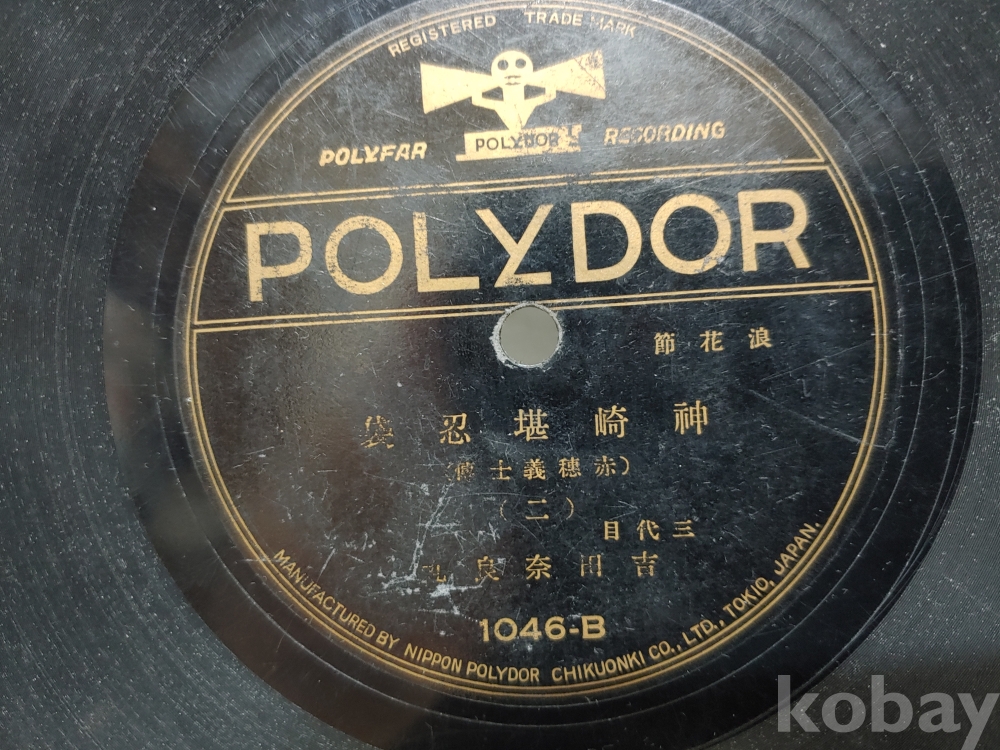 REGISTERED TRADE MARK
POLYFAR POLYDOR RECORDING
POLYDOR
浪花節
神崎堪忍袋
(赤穗義士傳
(二)
三代目
吉田奈良丸
1046-B
MANUFACTURED BY NIPPON POLYDOR CHIKUONKI CO., LTD., TOKIO, JAPAN.
kobay